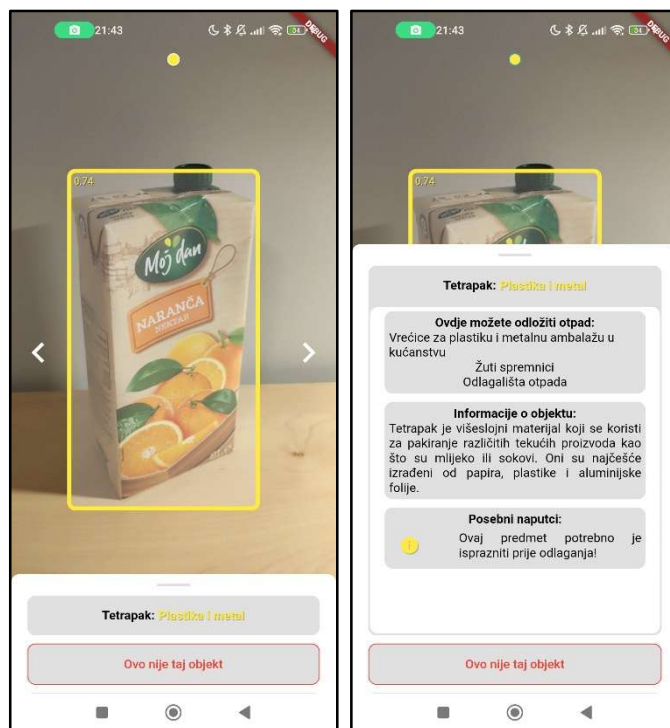 21:43
34
DEBUG
0,74
Moj dan
NARANČA
NEKTAR
Tetrapak: Plastika i metal
Ovo nije taj objekt
21:43
34
DEBUG
0,74
Moj dan
Tetrapak: Plastika i metal
Ovdje možete odložiti otpad:
Vrećice za plastiku i metalnu ambalažu u
kućanstvu
Žuti spremnici
Odlagališta otpada
Informacije o objektu:
Tetrapak je višeslojni materijal koji se koristi
za pakiranje različitih tekućih proizvoda kao
što su mlijeko ili sokovi. Oni su najčešće
izrađeni od papira, plastike i aluminijske
folije.
Posebni naputci:
Ovaj predmet potrebno je
isprazniti prije odlaganja!
Ovo nije taj objekt